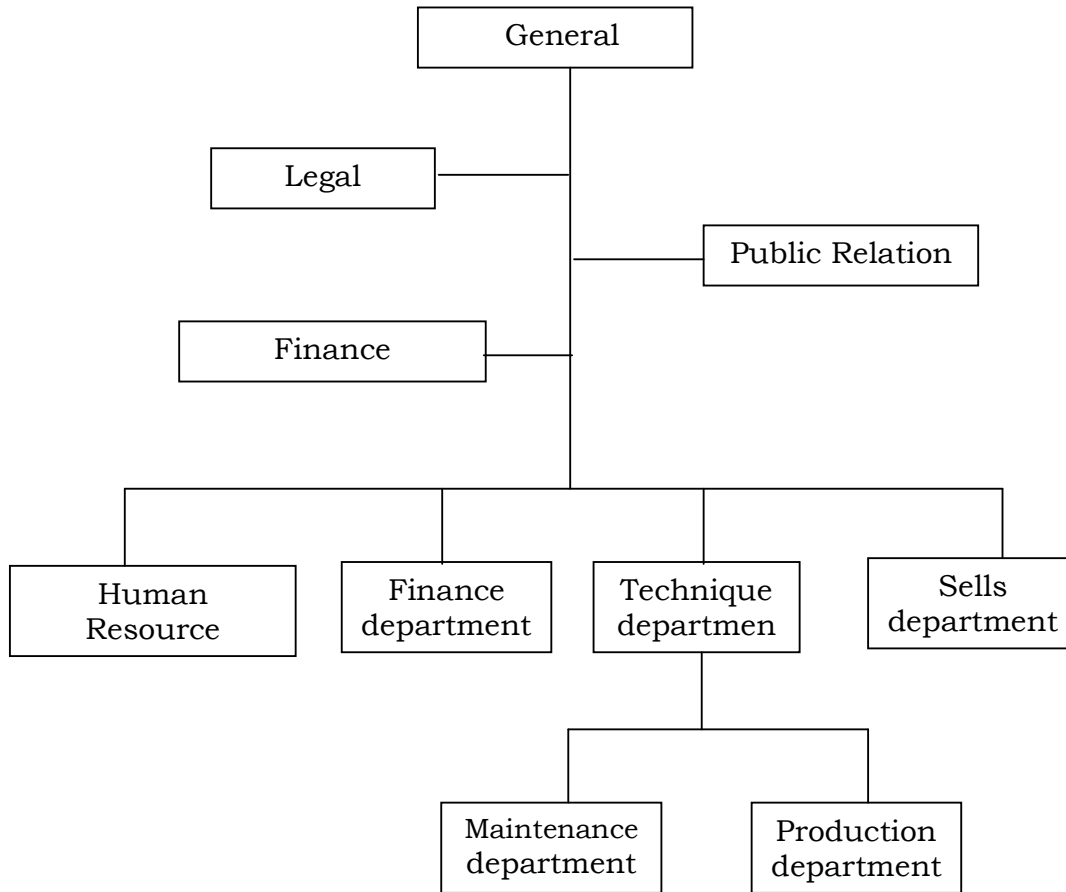 General
Legal
Public Relation
Finance
Human
Resource
Finance
department
Technique
departmen
Sells
department
Maintenance
department
Production
department